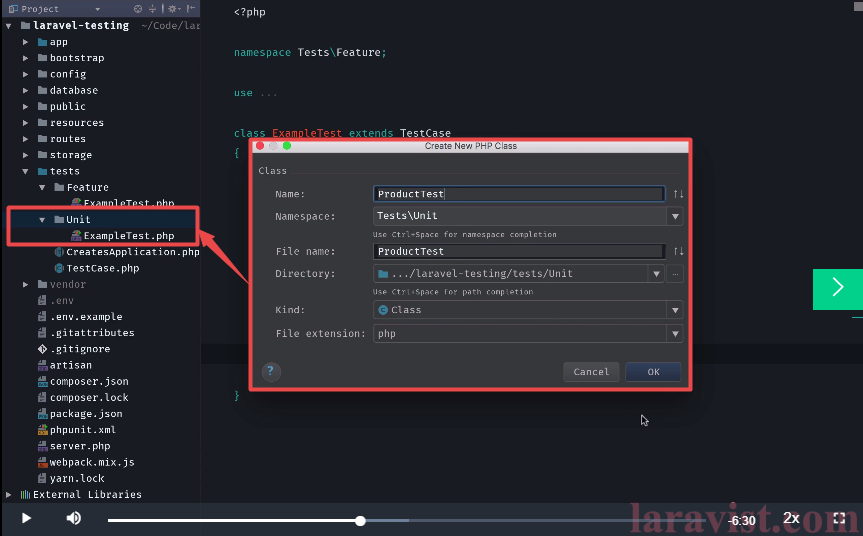 Project
laravel-testing ~/Code/lar
app
bootstrap
config
database
public
resources
routes
storage
tests
Feature
ExampleTest.php
Unit
ExampleTest.php
CreatesApplication.php
TestCase.php
vendor
.env
.env.example
.gitattributes
.gitignore
artisan
composer.json
composer.lock
package.json
phpunit.xml
server.php
webpack.mix.js
yarn.lock
External Libraries
<?php
namespace Tests\Feature;
use ...
class ExampleTest extends TestCase
{
Create New PHP Class
Class
Name: ProductTest
Namespace: Tests\Unit
Use Ctrl+Space for namespace completion
File name: ProductTest
Directory: .../laravel-testing/tests/Unit ...
Use Ctrl+Space for path completion
Kind: C Class
File extension: php
? Cancel OK
}
-6:30 2x
laravist.com